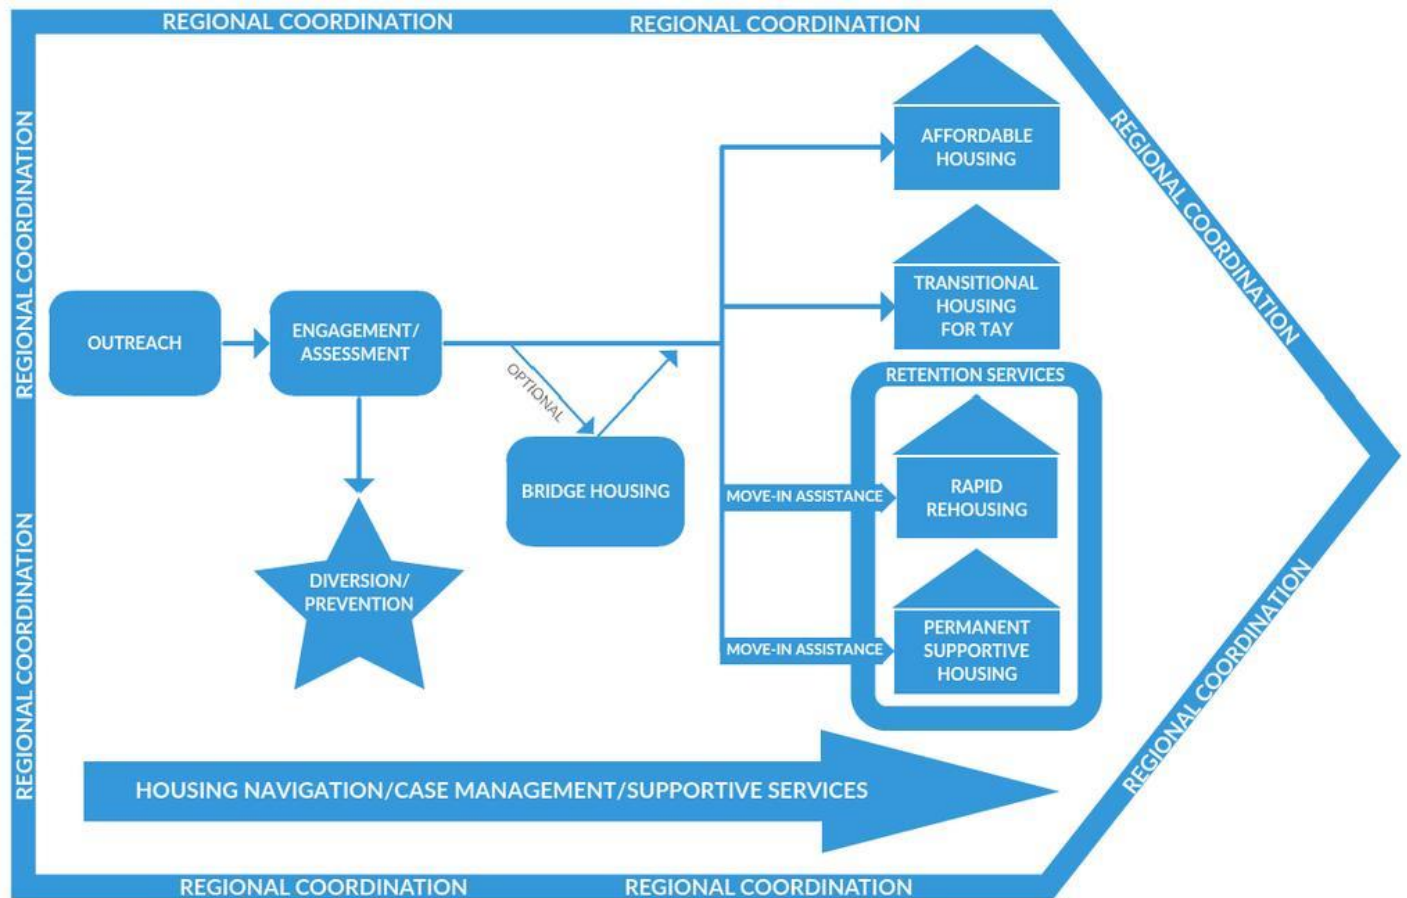 REGIONAL COORDINATION
REGIONAL COORDINATION
REGIONAL COORDINATION
REGIONAL COORDINATION
AFFORDABLE
HOUSING
TRANSITIONAL
HOUSING
FOR TAY
OUTREACH
ENGAGEMENT/
ASSESSMENT
OPTIONAL
BRIDGE HOUSING
DIVERSION/
PREVENTION
RETENTION SERVICES
MOVE-IN ASSISTANCE
RAPID
REHOUSING
MOVE-IN ASSISTANCE
PERMANENT
SUPPORTIVE
HOUSING
REGIONAL COORDINATION
REGIONAL COORDINATION
HOUSING NAVIGATION/CASE MANAGEMENT/SUPPORTIVE SERVICES
REGIONAL COORDINATION
REGIONAL COORDINATION